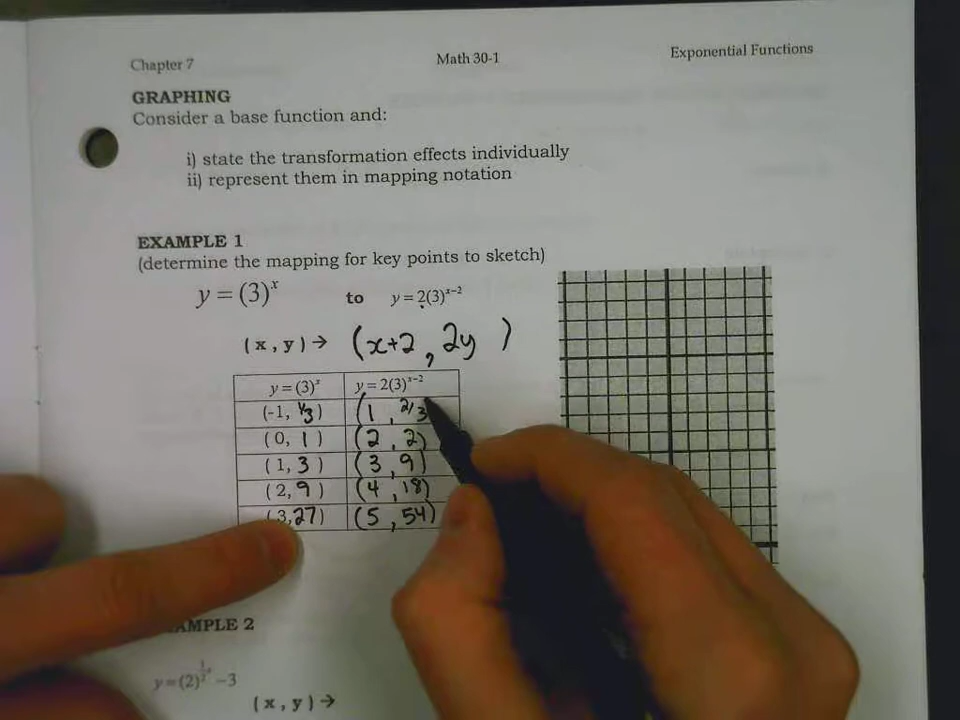 Chapter 7 Math 30-1 Exponential Functions
GRAPHING
Consider a base function and:
i) state the transformation effects individually
ii) represent them in mapping notation
EXAMPLE 1
(determine the mapping for key points to sketch)
y = (3)ˣ to y = 2(3)ˣ⁻²
(x, y) → (x+2, 2y)
y = (3)ˣ y = 2(3)ˣ⁻²
(-1, 1/3) (1, 2/3
(0, 1) (2, 2)
(1, 3) (3, 9)
(2, 9) (4, 18)
(3, 27) (5, 54)
AMPLE 2
(x, y) →